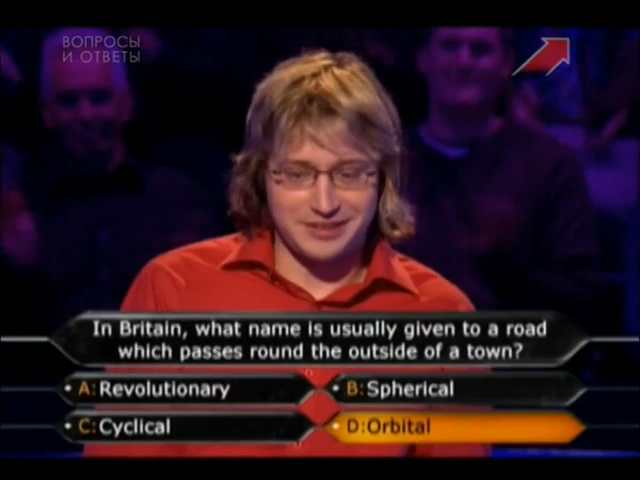 ВОПРОСЫ
И ОТВЕТЫ
In Britain, what name is usually given to a road
which passes round the outside of a town?
A: Revolutionary
B: Spherical
C: Cyclical
D: Orbital